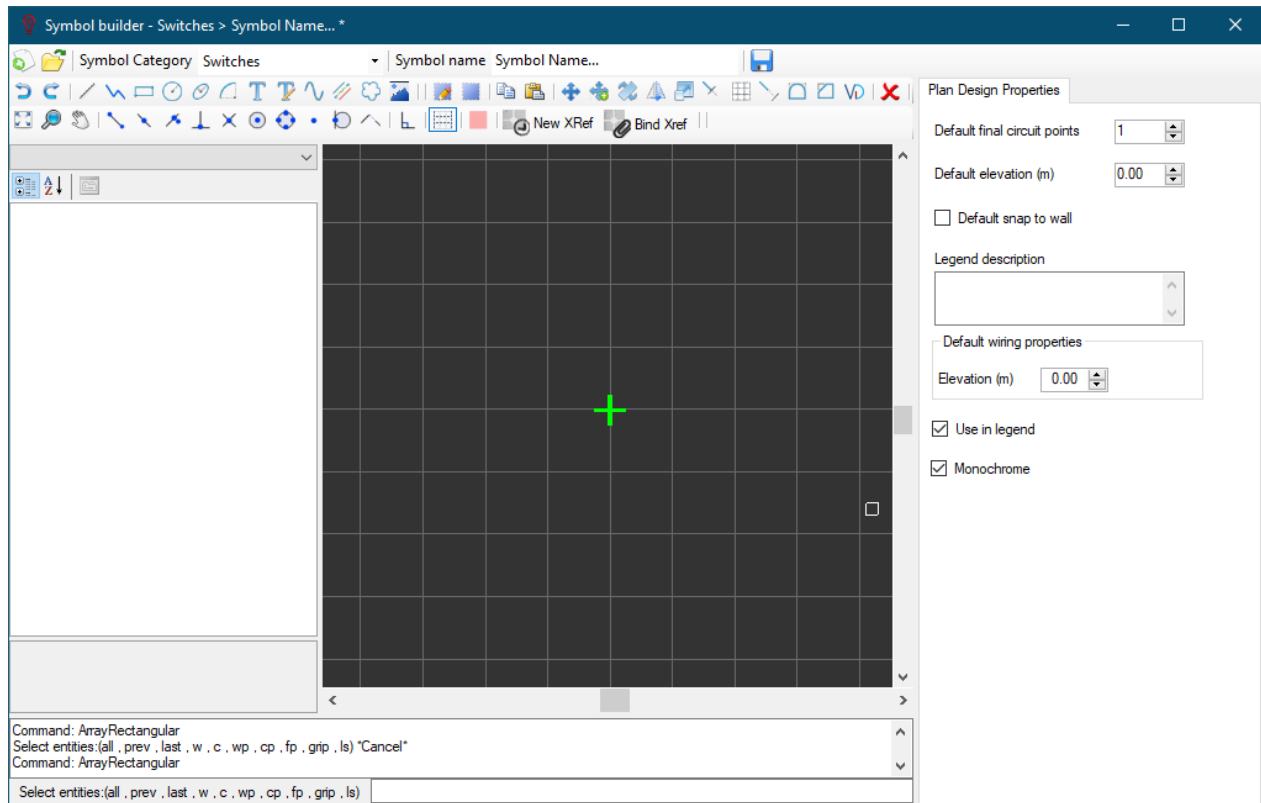 Symbol builder - Switches > Symbol Name... *
Symbol Category Switches Symbol name Symbol Name...
New XRef Bind Xref
Plan Design Properties
Default final circuit points 1
Default elevation (m) 0.00
Default snap to wall
Legend description
Default wiring properties
Elevation (m) 0.00
Use in legend
Monochrome
Command: ArrayRectangular
Select entities:(all , prev , last , w , c , wp , cp , fp , grip , ls) *Cancel*
Command: ArrayRectangular
Select entities:(all , prev , last , w , c , wp , cp , fp , grip , ls)